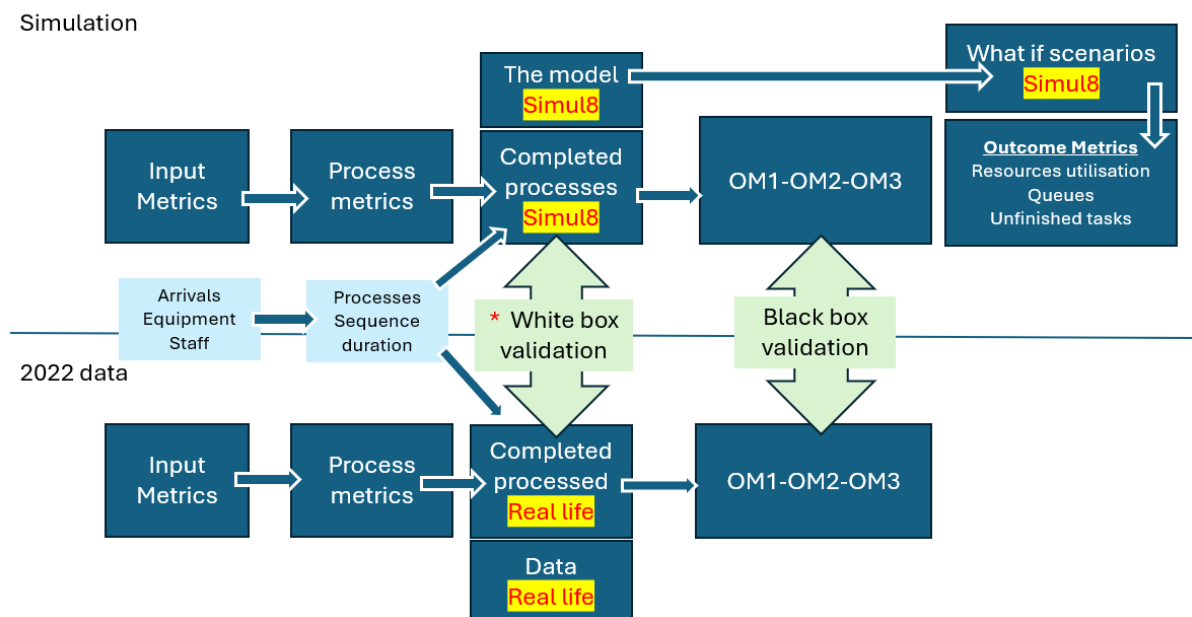 Simulation
The model
Simul8
What if scenarios
Simul8
Input
Metrics
Process
metrics
Completed
processes
Simul8
OM1-OM2-OM3
Outcome Metrics
Resources utilisation
Queues
Unfinished tasks
Arrivals
Equipment
Staff
Processes
Sequence
duration
* White box
validation
Black box
validation
2022 data
Input
Metrics
Process
metrics
Completed
processed
Real life
OM1-OM2-OM3
Data
Real life